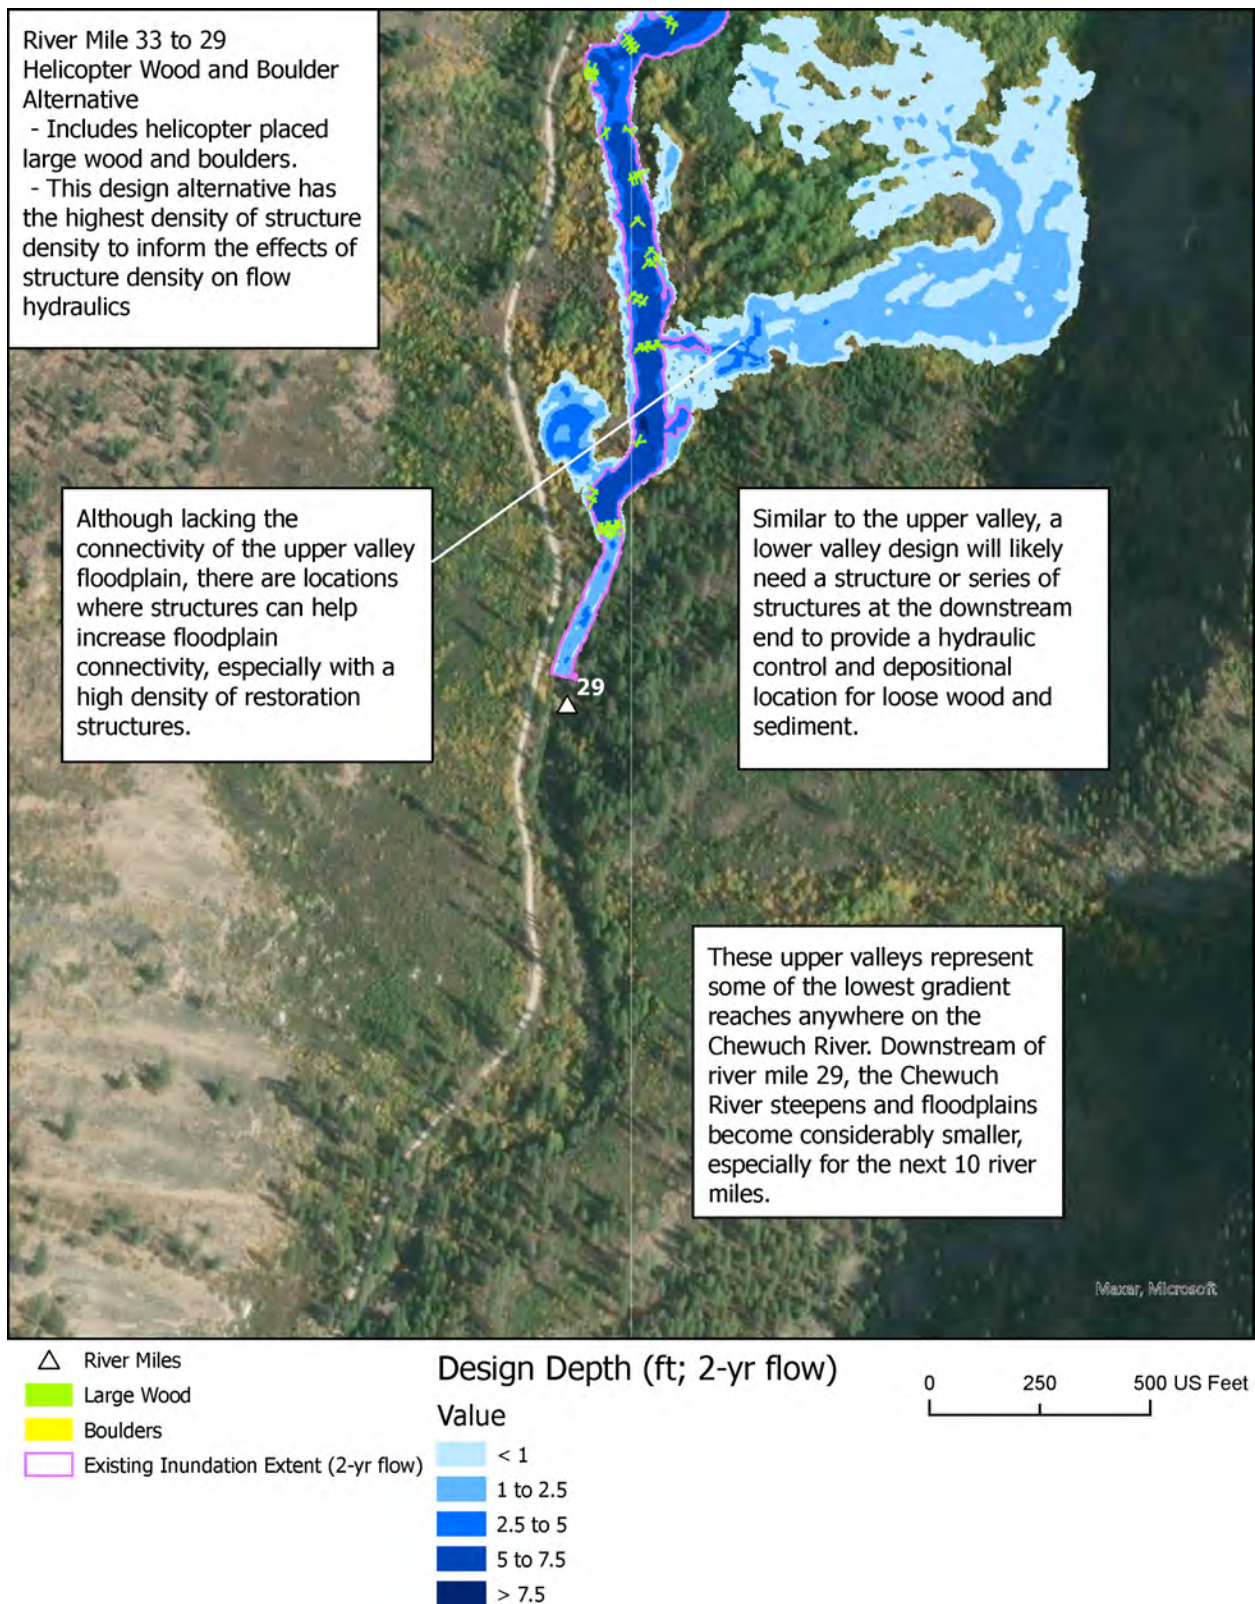 River Mile 33 to 29
Helicopter Wood and Boulder
Alternative
- Includes helicopter placed
large wood and boulders.
- This design alternative has
the highest density of structure
density to inform the effects of
structure density on flow
hydraulics
Although lacking the
connectivity of the upper valley
floodplain, there are locations
where structures can help
increase floodplain
connectivity, especially with a
high density of restoration
structures.
Similar to the upper valley, a
lower valley design will likely
need a structure or series of
structures at the downstream
end to provide a hydraulic
control and depositional
location for loose wood and
sediment.
29
These upper valleys represent
some of the lowest gradient
reaches anywhere on the
Chewuch River. Downstream of
river mile 29, the Chewuch
River steepens and floodplains
become considerably smaller,
especially for the next 10 river
miles.
Maxar, Microsoft
River Miles
Large Wood
Boulders
Existing Inundation Extent (2-yr flow)
Design Depth (ft; 2-yr flow)
Value
< 1
1 to 2.5
2.5 to 5
5 to 7.5
> 7.5
0 250 500 US Feet